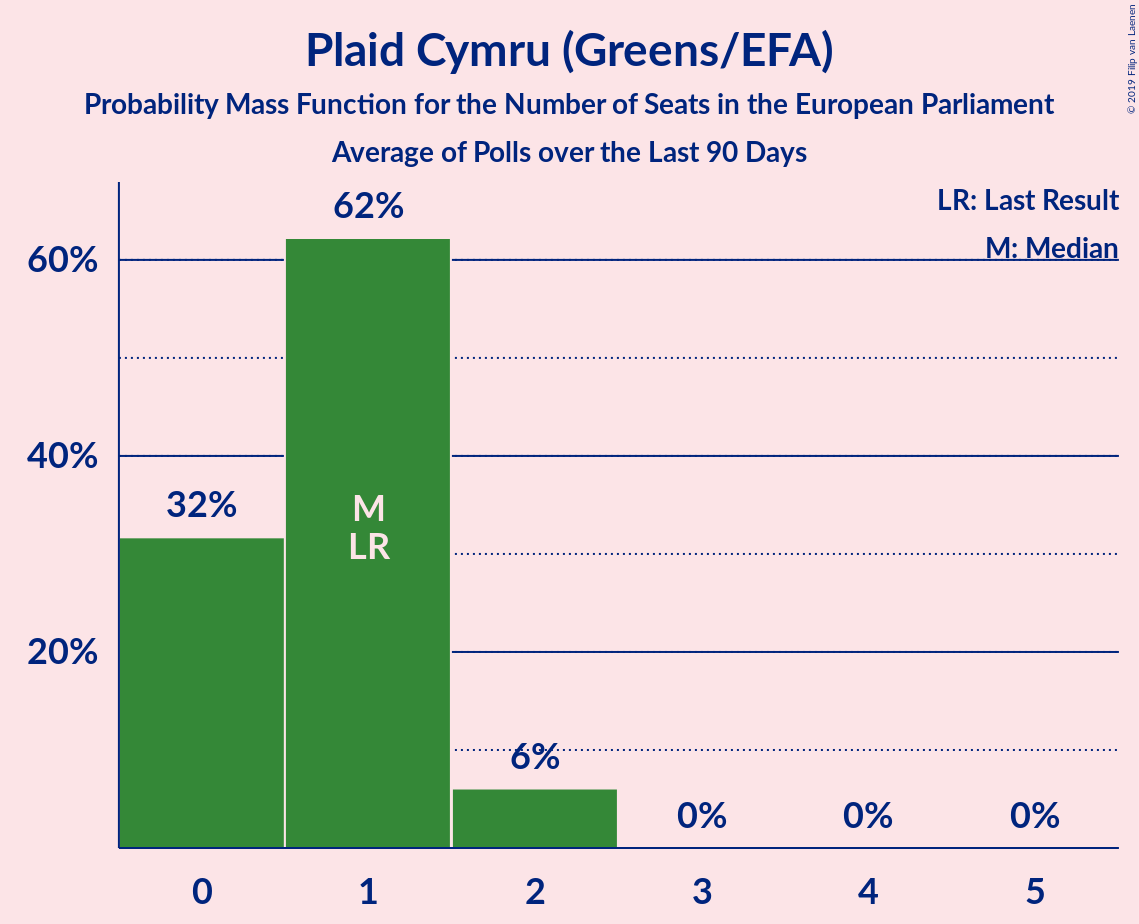 Plaid Cymru (Greens/EFA)
Probability Mass Function for the Number of Seats in the European Parliament
Average of Polls over the Last 90 Days
© 2019 Filip van Laenen
LR: Last Result
M: Median
62%
60%
40%
32%
M
LR
20%
6%
0%
0%
0%
0
1
2
3
4
5